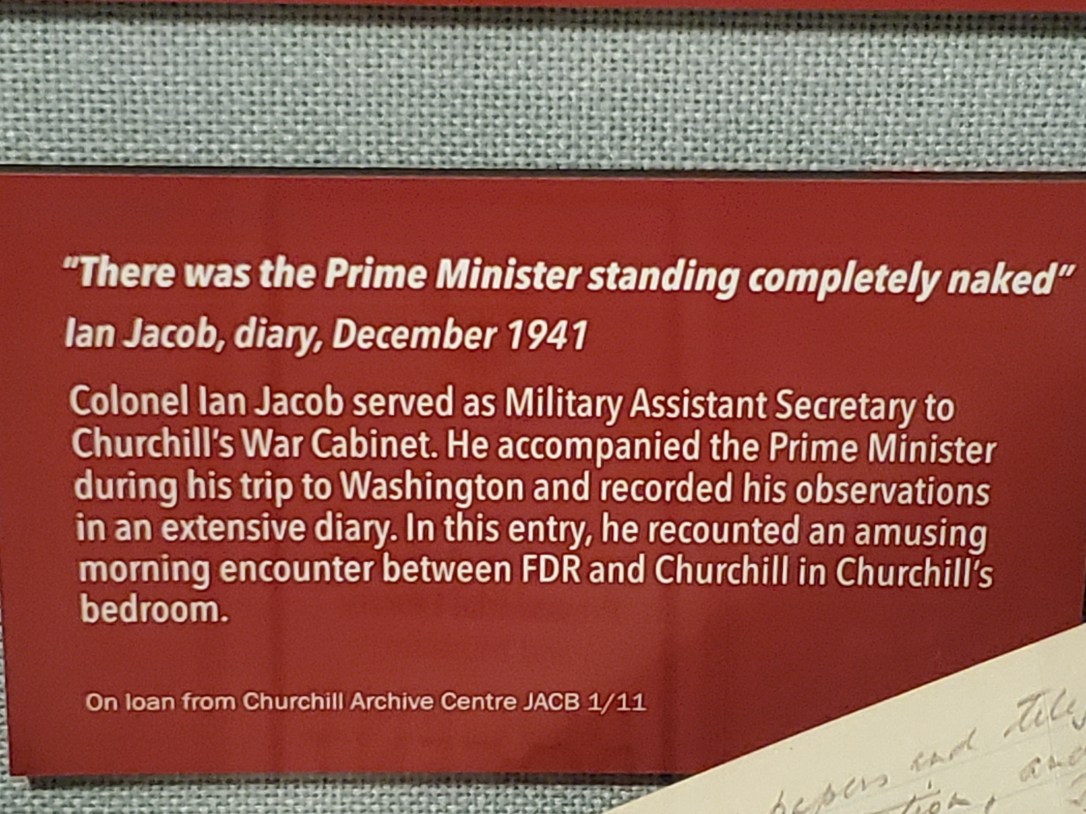 "There was the Prime Minister standing completely naked"
Ian Jacob, diary, December 1941
Colonel Ian Jacob served as Military Assistant Secretary to
Churchill's War Cabinet. He accompanied the Prime Minister
during his trip to Washington and recorded his observations
in an extensive diary. In this entry, he recounted an amusing
morning encounter between FDR and Churchill in Churchill's
bedroom.
On loan from Churchill Archive Centre JACB 1/11
papers and
and